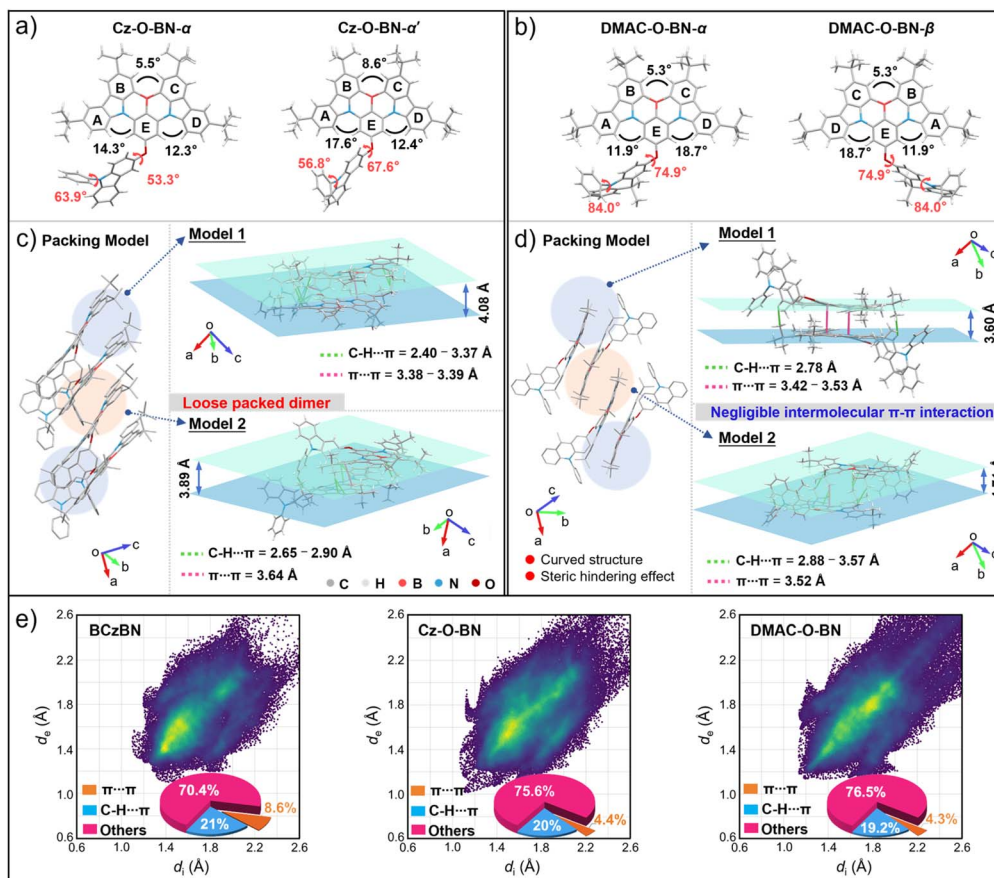 a)
Cz-O-BN-α
Cz-O-BN-α′
5.5°
B
C
A
D
E
14.3°
12.3°
63.9°
53.3°
8.6°
B
C
A
D
E
17.6°
12.4°
56.8°
67.6°
b)
DMAC-O-BN-α
DMAC-O-BN-β
5.3°
C
B
A
D
E
11.9°
18.7°
74.9°
84.0°
5.3°
B
C
D
A
E
18.7°
11.9°
74.9°
84.0°
c)
Packing Model
Model 1
4.08 Å
o
a
b
c
C-H···π = 2.40 − 3.37 Å
π···π = 3.38 − 3.39 Å
Loose packed dimer
Model 2
3.89 Å
o
b
a
c
C-H···π = 2.65 − 2.90 Å
π···π = 3.64 Å
o
c
b
a
C
H
B
N
O
d)
Packing Model
Model 1
o
a
b
c
3.60 Å
C-H···π = 2.78 Å
π···π = 3.42 − 3.53 Å
Negligible intermolecular π-π interaction
Model 2
c
o
b
a
Curved structure
Steric hindering effect
C-H···π = 2.88 − 3.57 Å
π···π = 3.52 Å
o
a
b
c
e)
BCzBN
2.6
2.2
1.8
1.4
1.0
0.6
dₑ (Å)
π···π
C-H···π
Others
70.4%
8.6%
21%
0.6
1.0
1.4
1.8
2.2
2.6
dᵢ (Å)
Cz-O-BN
2.6
2.2
1.8
1.4
1.0
0.6
dₑ (Å)
π···π
C-H···π
Others
75.6%
4.4%
20%
0.6
1.0
1.4
1.8
2.2
2.6
dᵢ (Å)
DMAC-O-BN
2.6
2.2
1.8
1.4
1.0
0.6
dₑ (Å)
π···π
C-H···π
Others
76.5%
4.3%
19.2%
0.6
1.0
1.4
1.8
2.2
2.6
dᵢ (Å)